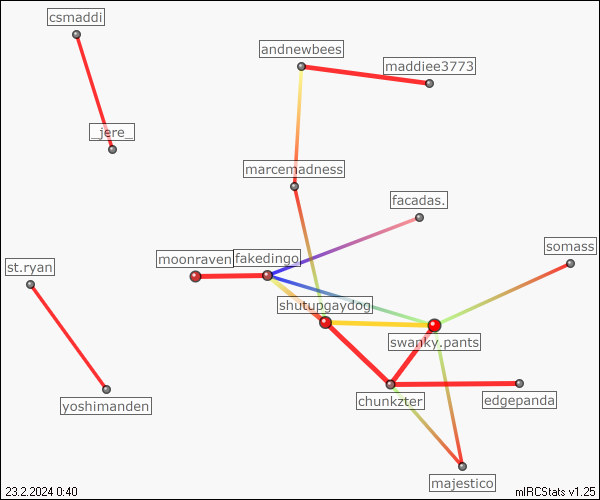 csmaddi
andnewbees
maddiee3773
_jere_
marcemadness
facadas.
somass
moonraven
fakedingo
st.ryan
shutupgaydog
swanky.pants
chunkzter
edgepanda
yoshimanden
majestico
23.2.2024 0:40
mIRCStats v1.25